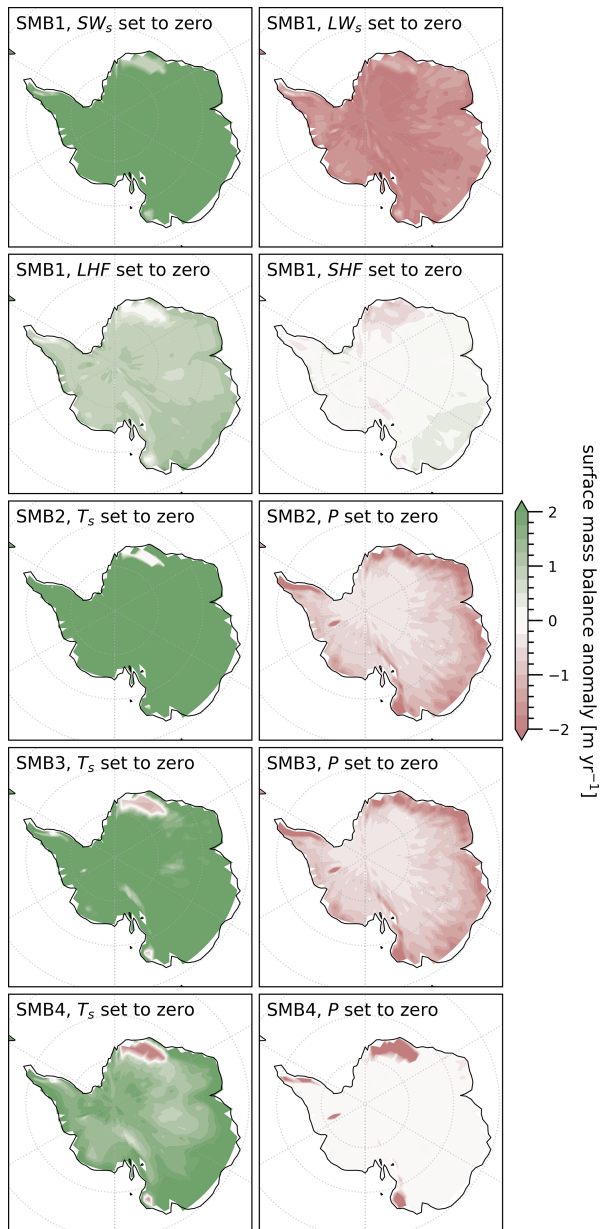 SMB1, SWₛ set to zero
SMB1, LWₛ set to zero
SMB1, LHF set to zero
SMB1, SHF set to zero
SMB2, Tₛ set to zero
SMB2, P set to zero
SMB3, Tₛ set to zero
SMB3, P set to zero
SMB4, Tₛ set to zero
SMB4, P set to zero
2
1
0
−1
−2
surface mass balance anomaly [m yr⁻¹]